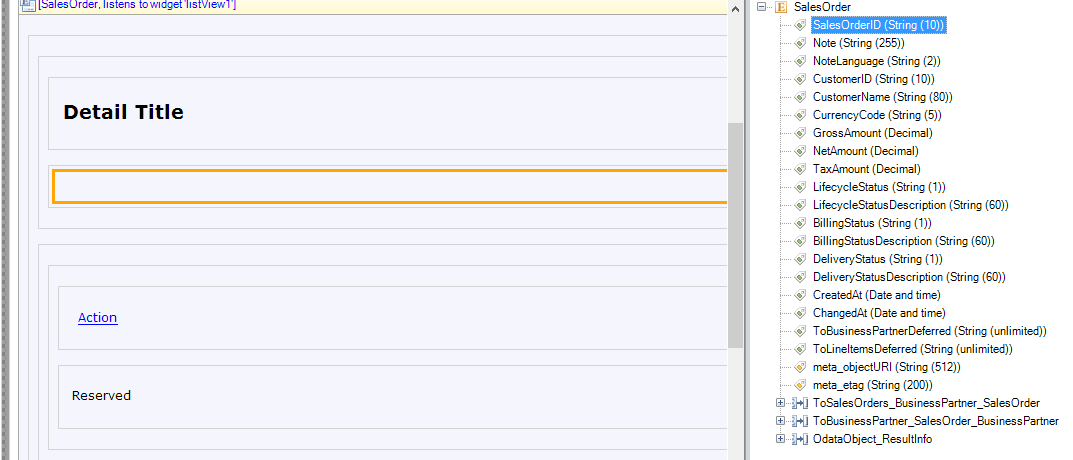 [SalesOrder, listens to widget 'listView1']
Detail Title
Action
Reserved
SalesOrder
SalesOrderID (String (10))
Note (String (255))
NoteLanguage (String (2))
CustomerID (String (10))
CustomerName (String (80))
CurrencyCode (String (5))
GrossAmount (Decimal)
NetAmount (Decimal)
TaxAmount (Decimal)
LifecycleStatus (String (1))
LifecycleStatusDescription (String (60))
BillingStatus (String (1))
BillingStatusDescription (String (60))
DeliveryStatus (String (1))
DeliveryStatusDescription (String (60))
CreatedAt (Date and time)
ChangedAt (Date and time)
ToBusinessPartnerDeferred (String (unlimited))
ToLineItemsDeferred (String (unlimited))
meta_objectURI (String (512))
meta_etag (String (200))
ToSalesOrders_BusinessPartner_SalesOrder
ToBusinessPartner_SalesOrder_BusinessPartner
OdataObject_ResultInfo